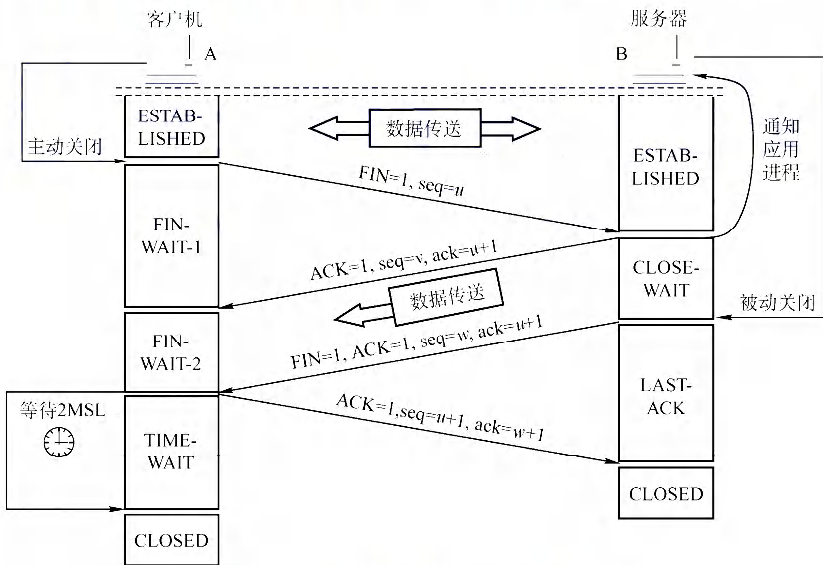 客户机
服务器
A
B
ESTAB-
LISHED
数据传送
通知
应用
进程
主动关闭
ESTAB-
LISHED
FIN=1, seq=u
FIN-
WAIT-1
ACK=1, seq=v, ack=u+1
CLOSE-
WAIT
数据传送
被动关闭
FIN-
WAIT-2
FIN=1, ACK=1, seq=w, ack=u+1
LAST-
ACK
等待2MSL
ACK=1,seq=u+1, ack=w+1
TIME-
WAIT
CLOSED
CLOSED